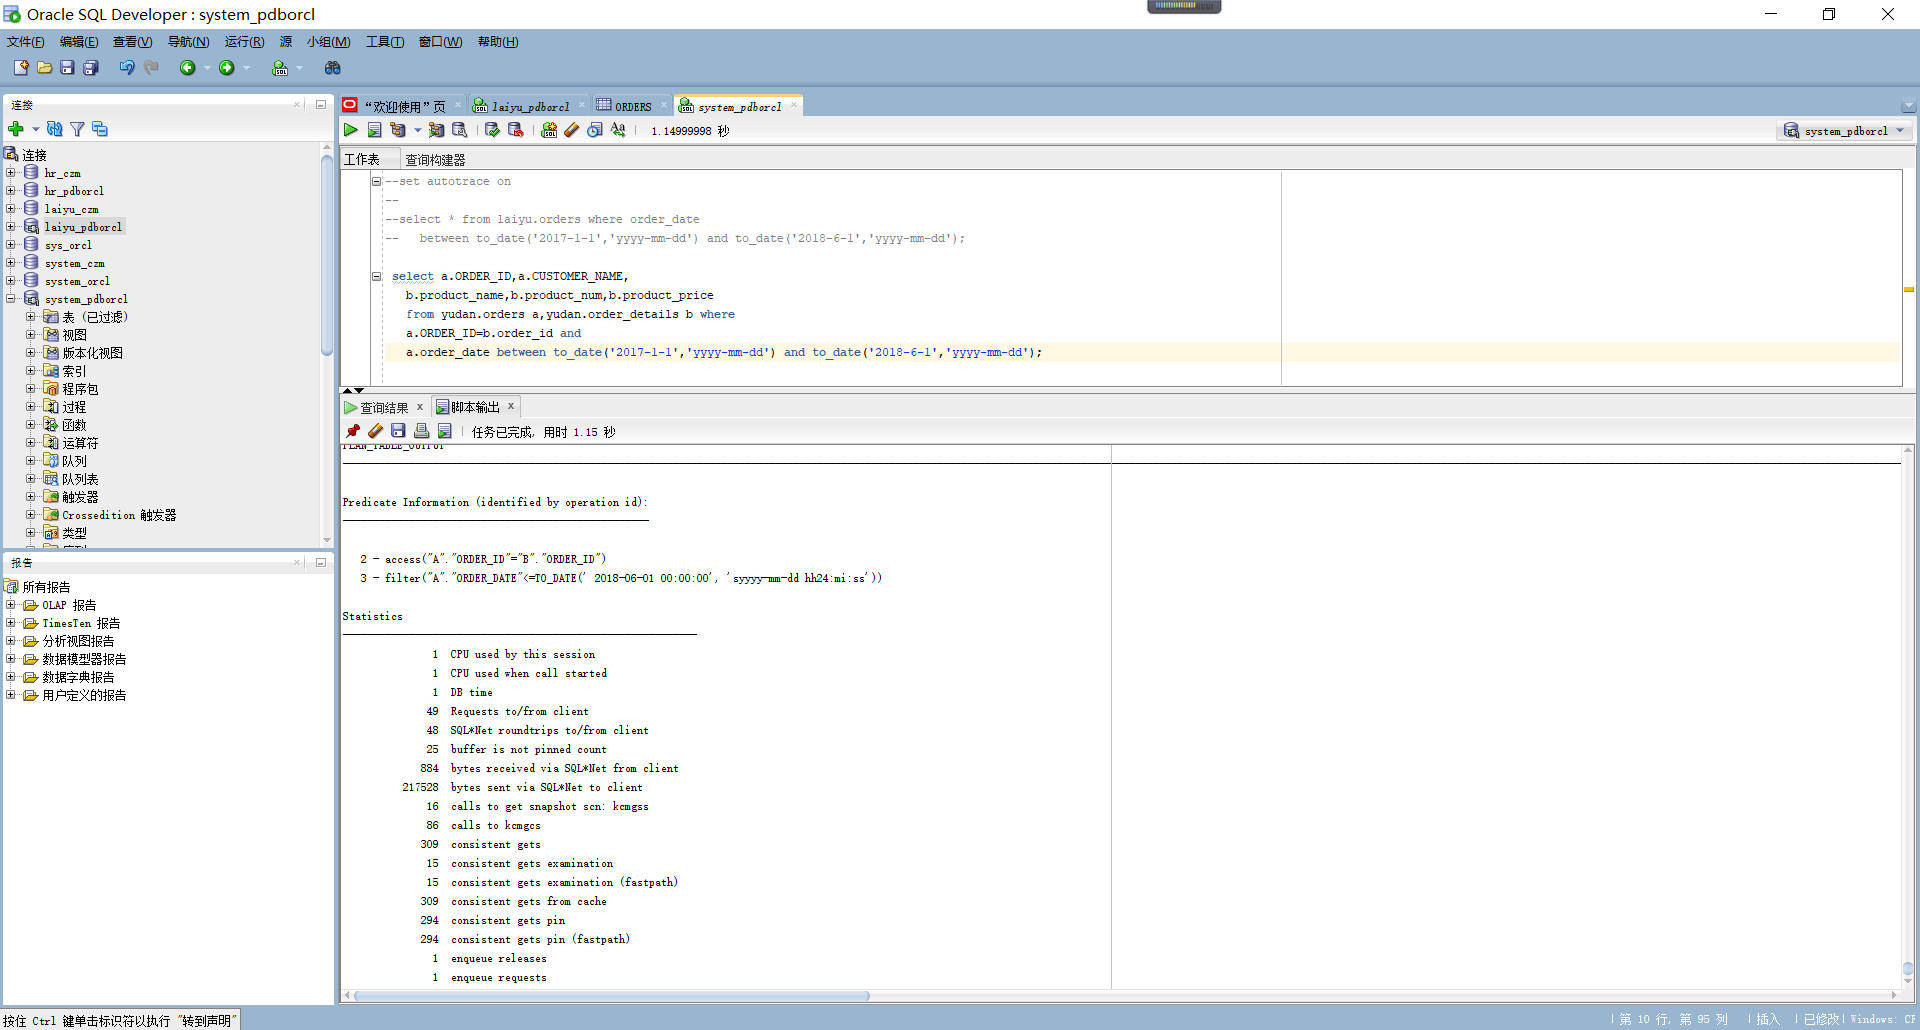 Oracle SQL Developer : system_pdborcl
文件(F) 编辑(E) 查看(V) 导航(N) 运行(R) 源 小组(M) 工具(T) 窗口(W) 帮助(H)
连接
连接
hr_czm
hr_pdborcl
laiyu_czm
laiyu_pdborcl
sys_orcl
system_czm
system_orcl
system_pdborcl
表 (已过滤)
视图
版本化视图
索引
程序包
过程
函数
运算符
队列
队列表
触发器
Crossedition 触发器
类型
报告
所有报告
OLAP 报告
TimesTen 报告
分析视图报告
数据模型器报告
数据字典报告
用户定义的报告
“欢迎使用”页 laiyu_pdborcl ORDERS system_pdborcl
1.14999998 秒
system_pdborcl
工作表 查询构建器
--set autotrace on
--
--select * from laiyu.orders where order_date
--   between to_date('2017-1-1','yyyy-mm-dd') and to_date('2018-6-1','yyyy-mm-dd');
select a.ORDER_ID,a.CUSTOMER_NAME,
b.product_name,b.product_num,b.product_price
from yudan.orders a,yudan.order_details b where
a.ORDER_ID=b.order_id and
a.order_date between to_date('2017-1-1','yyyy-mm-dd') and to_date('2018-6-1','yyyy-mm-dd');
查询结果 x 脚本输出 x
任务已完成, 用时 1.15 秒
PLAN_TABLE_OUTPUT
Predicate Information (identified by operation id):
2 - access("A"."ORDER_ID"="B"."ORDER_ID")
3 - filter("A"."ORDER_DATE"<=TO_DATE(' 2018-06-01 00:00:00', 'syyyy-mm-dd hh24:mi:ss'))
Statistics
1 CPU used by this session
1 CPU used when call started
1 DB time
49 Requests to/from client
48 SQL*Net roundtrips to/from client
25 buffer is not pinned count
884 bytes received via SQL*Net from client
217528 bytes sent via SQL*Net to client
16 calls to get snapshot scn: kcmgss
86 calls to kcmgcs
309 consistent gets
15 consistent gets examination
15 consistent gets examination (fastpath)
309 consistent gets from cache
294 consistent gets pin
294 consistent gets pin (fastpath)
1 enqueue releases
1 enqueue requests
按住 Ctrl 键单击标识符以执行 "转到声明"
第 10 行, 第 95 列 插入 已修改 Windows: CF